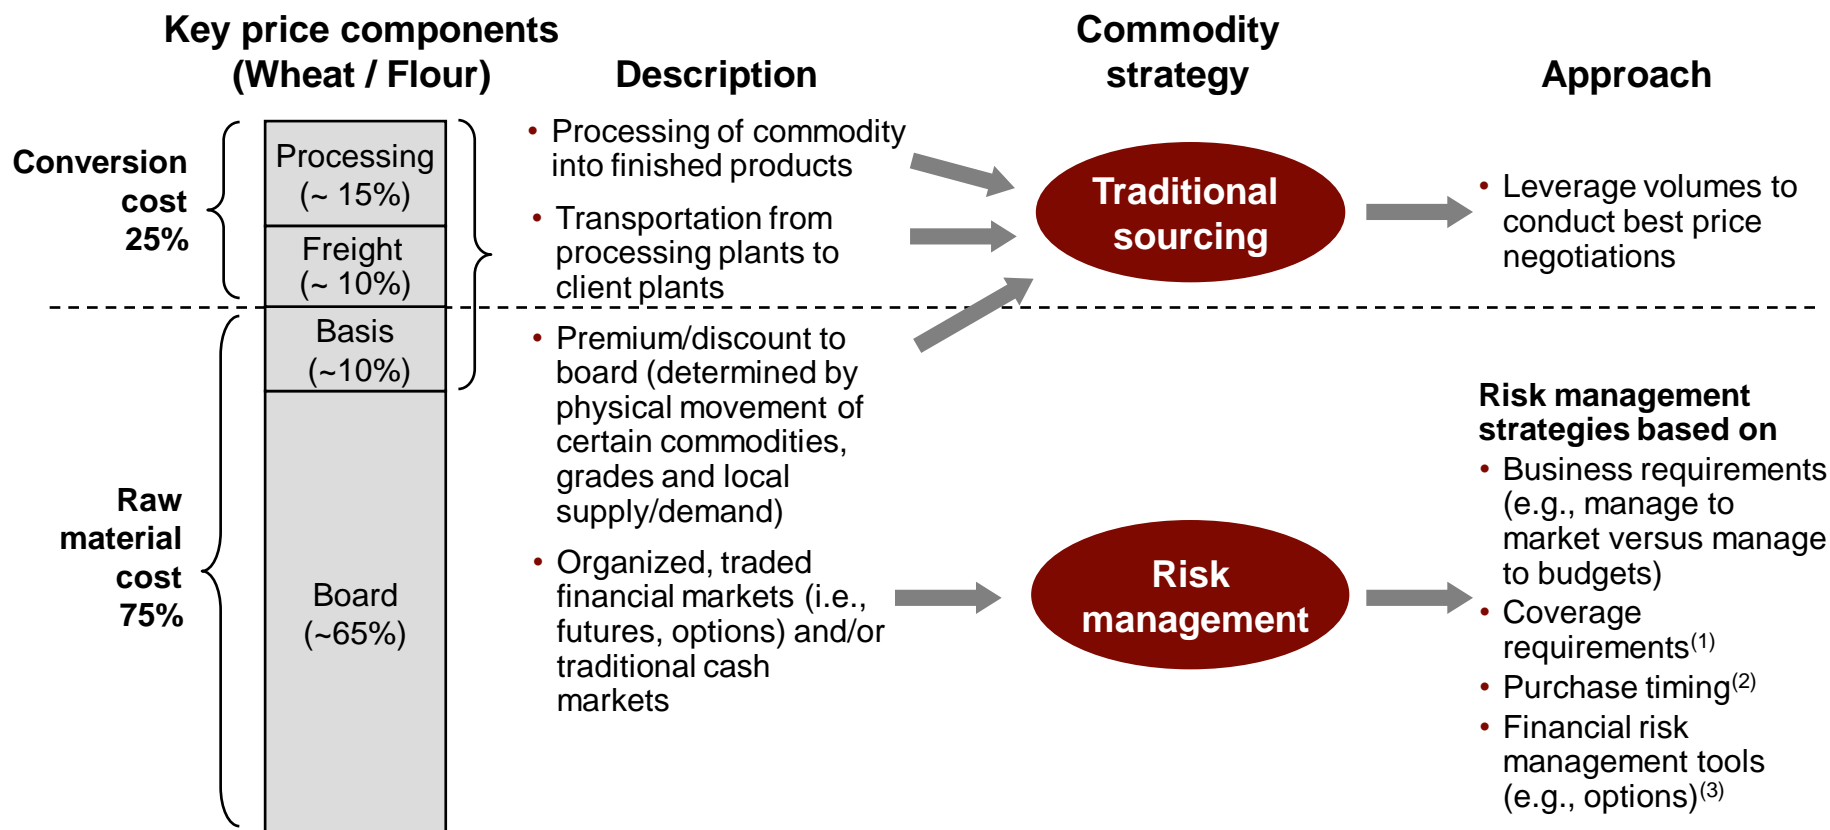 Key price components
(Wheat / Flour)
Description
Commodity
strategy
Approach
Conversion
cost
25%
Processing
(~ 15%)
Freight
(~ 10%)
Basis
(~10%)
Raw
material
cost
75%
Board
(~65%)
• Processing of commodity
into finished products
• Transportation from
processing plants to
client plants
• Premium/discount to
board (determined by
physical movement of
certain commodities,
grades and local
supply/demand)
• Organized, traded
financial markets (i.e.,
futures, options) and/or
traditional cash
markets
Traditional
sourcing
Risk
management
• Leverage volumes to
conduct best price
negotiations
Risk management
strategies based on
• Business requirements
(e.g., manage to
market versus manage
to budgets)
• Coverage
requirements(1)
• Purchase timing(2)
• Financial risk
management tools
(e.g., options)(3)